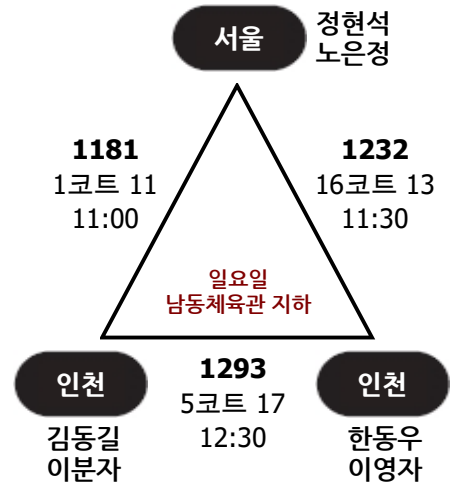 서울
정현석
노은정
1181
1코트 11
11:00
1232
16코트 13
11:30
일요일
남동체육관 지하
인천
김동길
이분자
1293
5코트 17
12:30
인천
한동우
이영자